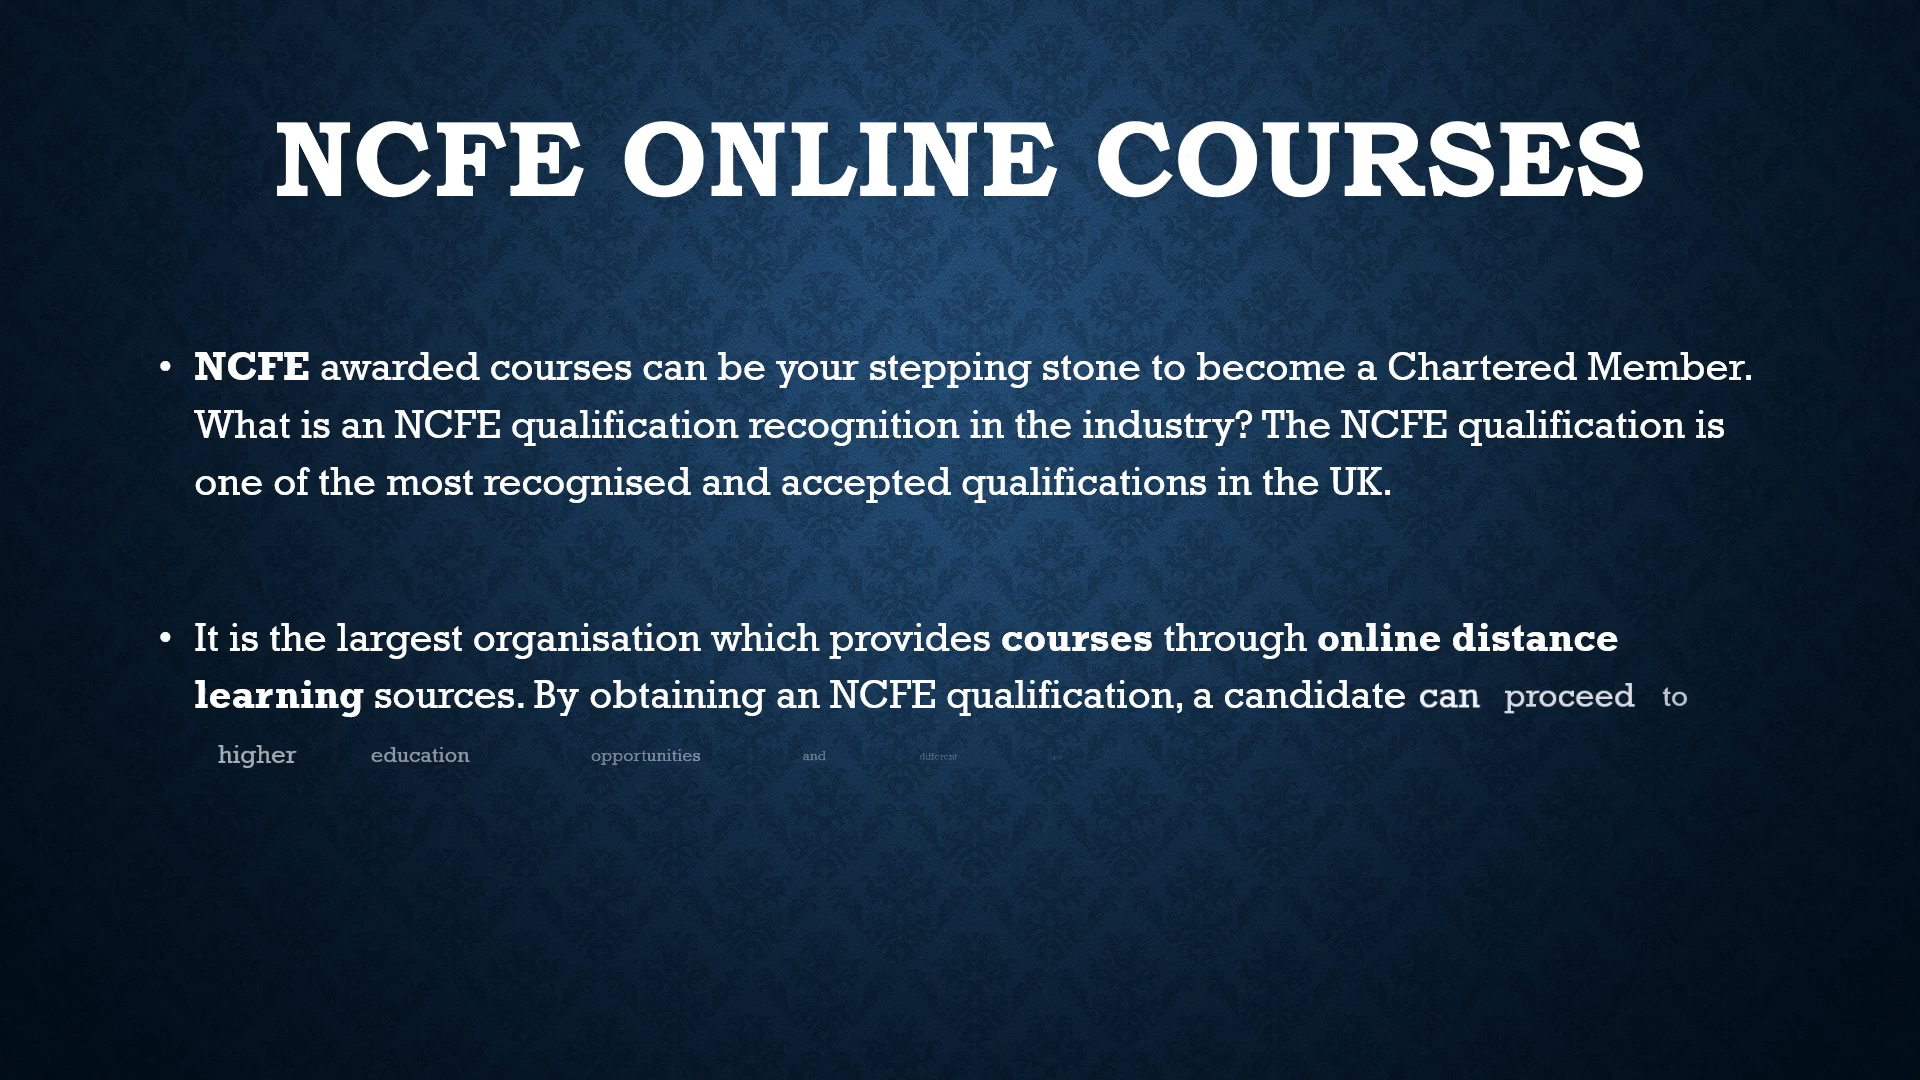 NCFE ONLINE COURSES
• NCFE awarded courses can be your stepping stone to become a Chartered Member.
What is an NCFE qualification recognition in the industry? The NCFE qualification is
one of the most recognised and accepted qualifications in the UK.
• It is the largest organisation which provides courses through online distance
learning sources. By obtaining an NCFE qualification, a candidate can proceed to
higher education opportunities and different